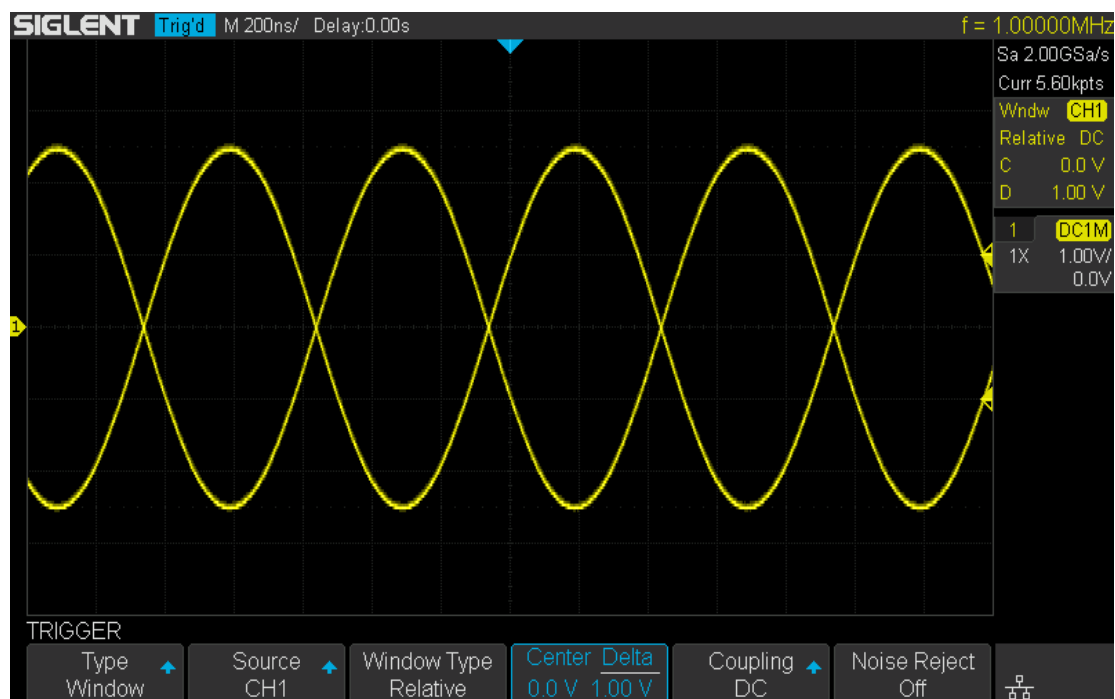 SIGLENT Trig'd M 200ns/ Delay:0.00s f = 1.00000MHz
Sa 2.00GSa/s
Curr 5.60kpts
Wndw CH1
Relative DC
C 0.0 V
D 1.00 V
1 DC1M
1X 1.00V/
0.0V
1
TRIGGER
Type Source Window Type Center Delta Coupling Noise Reject
Window CH1 Relative 0.0 V 1.00 V DC Off